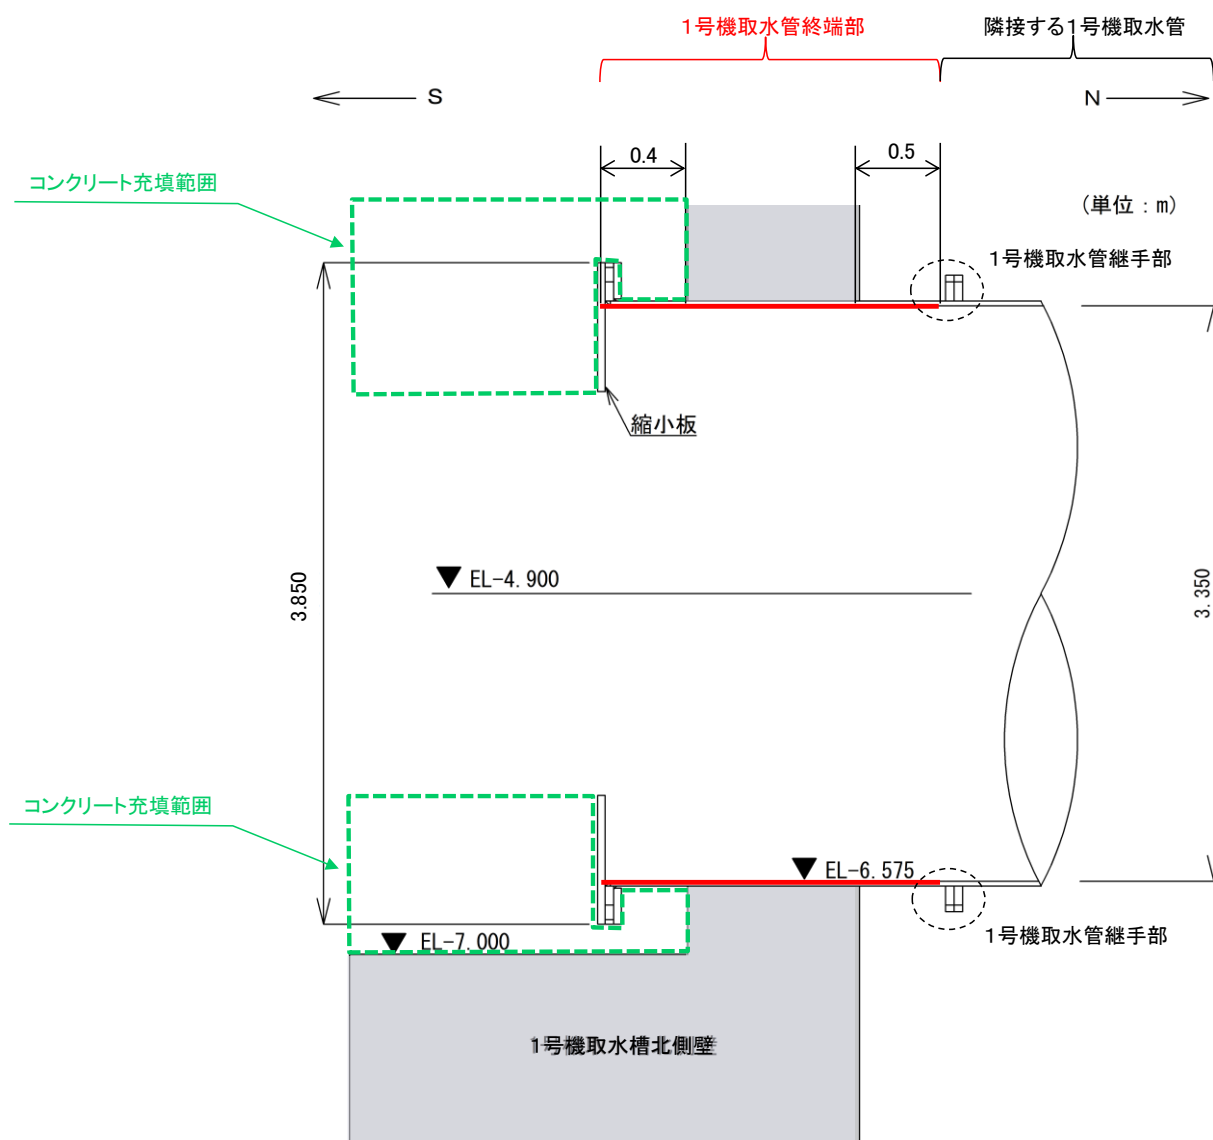 1号機取水管終端部
隣接する1号機取水管
S
N
0.4
0.5
コンクリート充填範囲
(単位：m)
1号機取水管継手部
縮小板
EL-4.900
3.850
3.350
コンクリート充填範囲
EL-6.575
EL-7.000
1号機取水管継手部
1号機取水槽北側壁